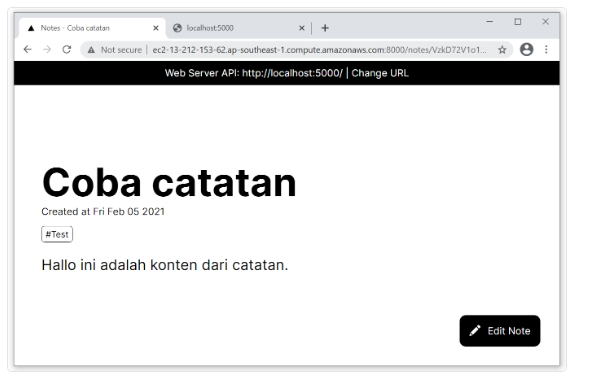 Notes - Coba catatan
localhost:5000
Not secure | ec2-13-212-153-62.ap-southeast-1.compute.amazonaws.com:8000/notes/VzkD72V1o1...
Web Server API: http://localhost:5000/ | Change URL
Coba catatan
Created at Fri Feb 05 2021
#Test
Hallo ini adalah konten dari catatan.
Edit Note